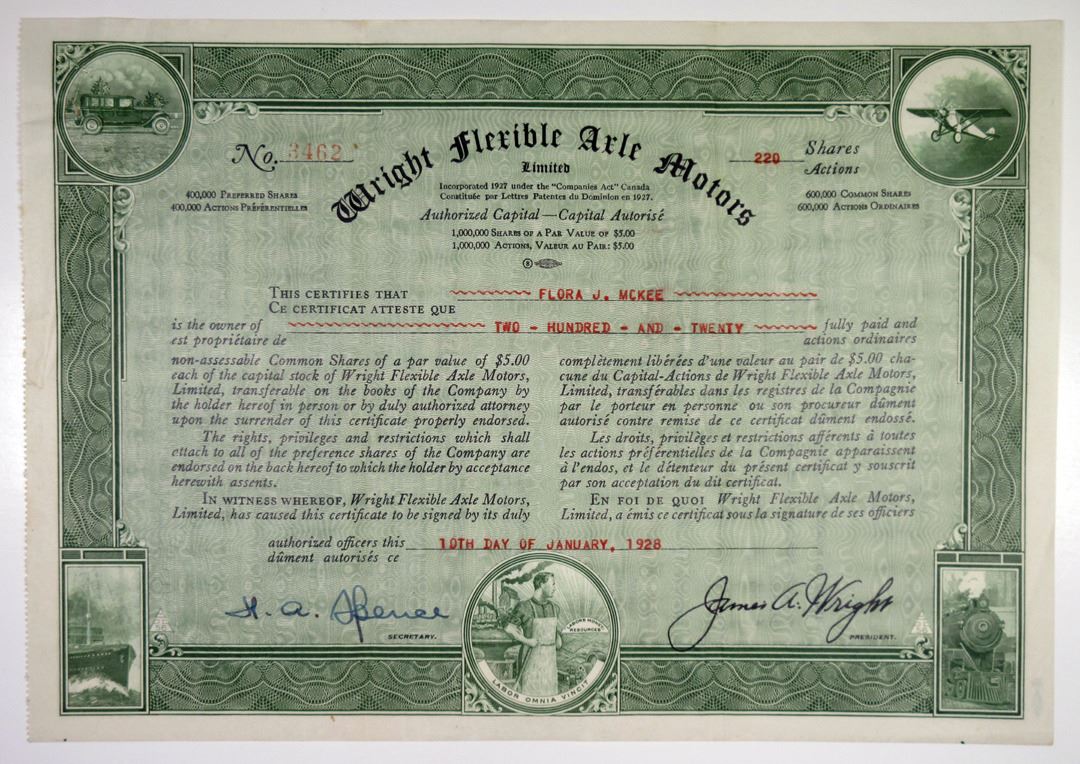 No. 3462
Wright Flexible Axle Motors
Limited
220 Shares
Actions
Incorporated 1927 under the "Companies Act" Canada
Constituée par Lettres Patentes du Dominion en 1927.
400,000 Preferred Shares
400,000 Actions Préférentielles
600,000 Common Shares
600,000 Actions Ordinaires
Authorized Capital—Capital Autorisé
1,000,000 Shares of a Par Value of $5.00
1,000,000 Actions, Valeur au Pair: $5.00
This certifies that FLORA J. MCKEE
Ce certificat atteste que
is the owner of TWO - HUNDRED - AND - TWENTY fully paid and
est propriétaire de actions ordinaires
non-assessable Common Shares of a par value of $5.00
each of the capital stock of Wright Flexible Axle Motors,
Limited, transferable on the books of the Company by
the holder hereof in person or by duly authorized attorney
upon the surrender of this certificate properly endorsed.
The rights, privileges and restrictions which shall
attach to all of the preference shares of the Company are
endorsed on the back hereof to which the holder by acceptance
herewith assents.
In witness whereof, Wright Flexible Axle Motors,
Limited, has caused this certificate to be signed by its duly
complètement libérées d'une valeur au pair de $5.00 cha-
cune du Capital-Actions de Wright Flexible Axle Motors,
Limited, transférables dans les registres de la Compagnie
par le porteur en personne ou son procureur dûment
autorisé contre remise de ce certificat dûment endossé.
Les droits, privilèges et restrictions afférents à toutes
les actions préférentielles de la Compagnie apparaissent
à l'endos, et le détenteur du présent certificat y souscrit
par son acceptation du dit certificat.
En foi de quoi Wright Flexible Axle Motors,
Limited, a émis ce certificat sous la signature de ses officiers
authorized officers this 10TH DAY OF JANUARY, 1928
dûment autorisés ce
H. A. Spence
SECRETARY.
James A. Wright
PRESIDENT.
RESOURCES
LABOR OMNIA VINCIT